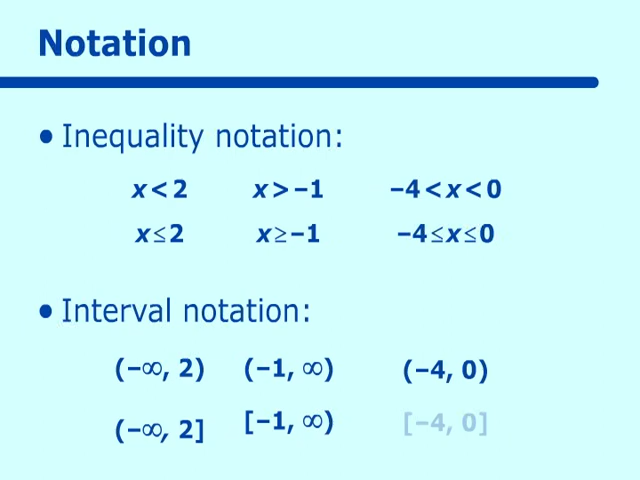 Notation
• Inequality notation:
x < 2 x > –1 –4 < x < 0
x ≤ 2 x ≥ –1 –4 ≤ x ≤ 0
• Interval notation:
(–∞, 2) (–1, ∞) (–4, 0)
(–∞, 2] [–1, ∞) [–4, 0]